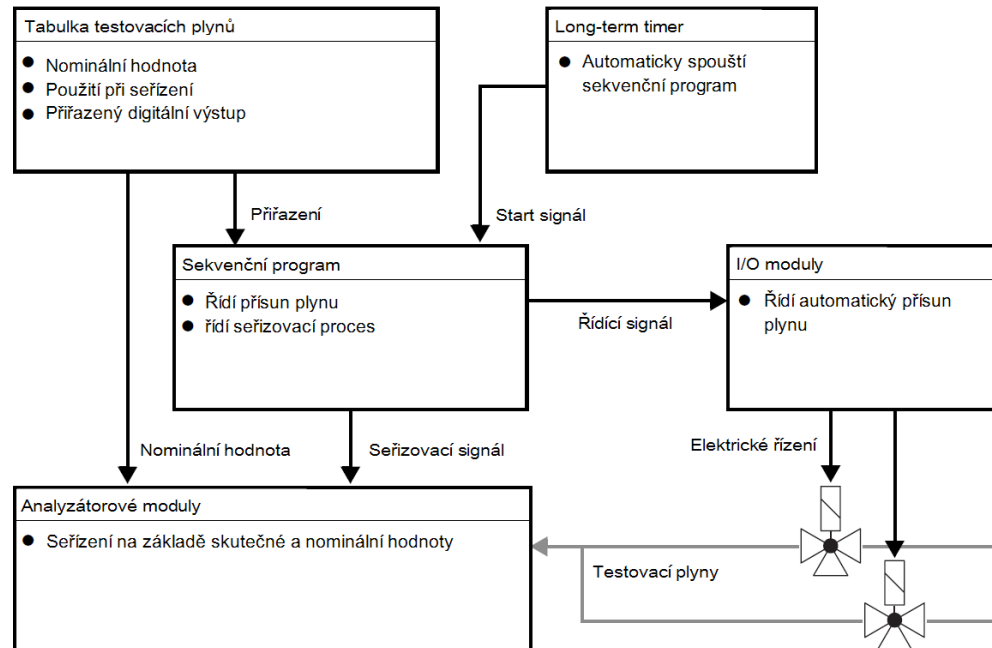 Tabulka testovacích plynů
● Nominální hodnota
● Použití při seřízení
● Přiřazený digitální výstup
Long-term timer
● Automaticky spouští
sekvenční program
Přiřazení
Start signál
Sekvenční program
● Řídí přísun plynu
● řídí seřizovací proces
Řídící signál
I/O moduly
● Řídí automatický přísun
plynu
Nominální hodnota
Seřizovací signál
Elektrické řízení
Analyzátorové moduly
● Seřízení na základě skutečné a nominální hodnoty
Testovací plyny